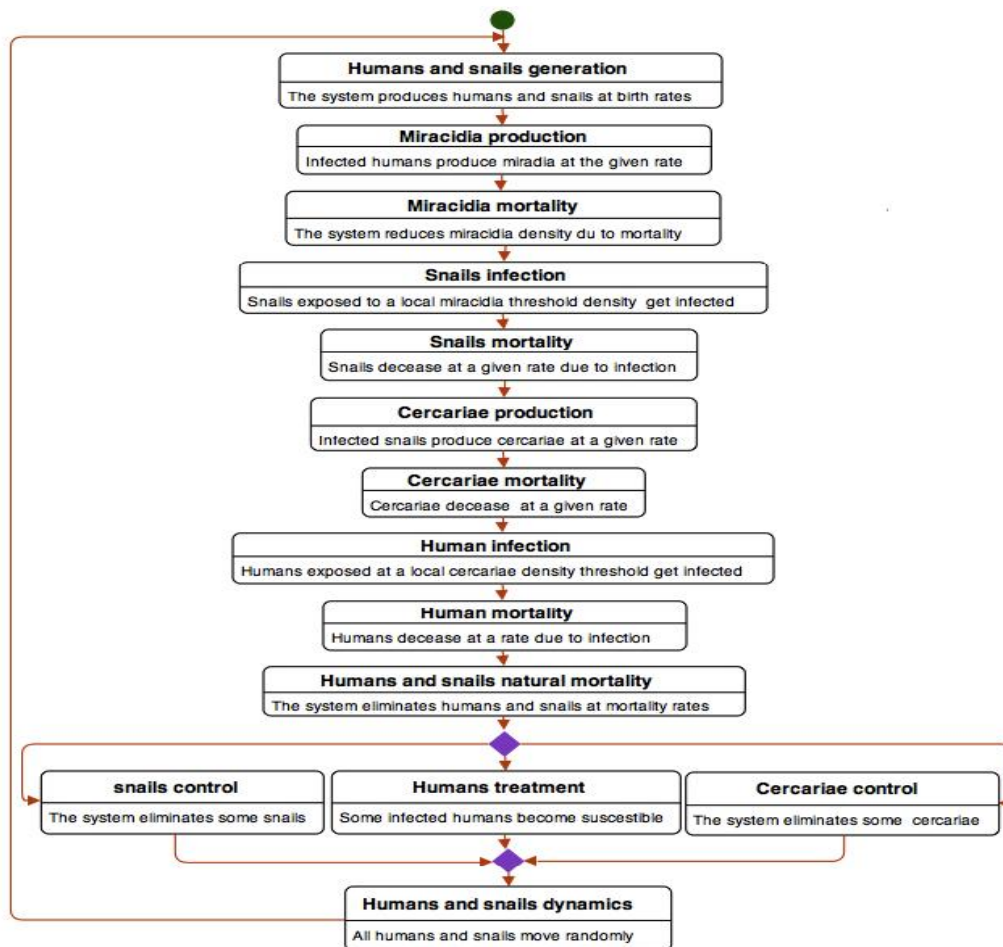 Humans and snails generation
The system produces humans and snails at birth rates
Miracidia production
Infected humans produce miradia at the given rate
Miracidia mortality
The system reduces miracidia density du to mortality
Snails infection
Snails exposed to a local miracidia threshold density get infected
Snails mortality
Snails decease at a given rate due to infection
Cercariae production
Infected snails produce cercariae at a given rate
Cercariae mortality
Cercariae decease at a given rate
Human infection
Humans exposed at a local cercariae density threshold get infected
Human mortality
Humans decease at a rate due to infection
Humans and snails natural mortality
The system eliminates humans and snails at mortality rates
snails control
The system eliminates some snails
Humans treatment
Some infected humans become suscestible
Cercariae control
The system eliminates some cercariae
Humans and snails dynamics
All humans and snails move randomly